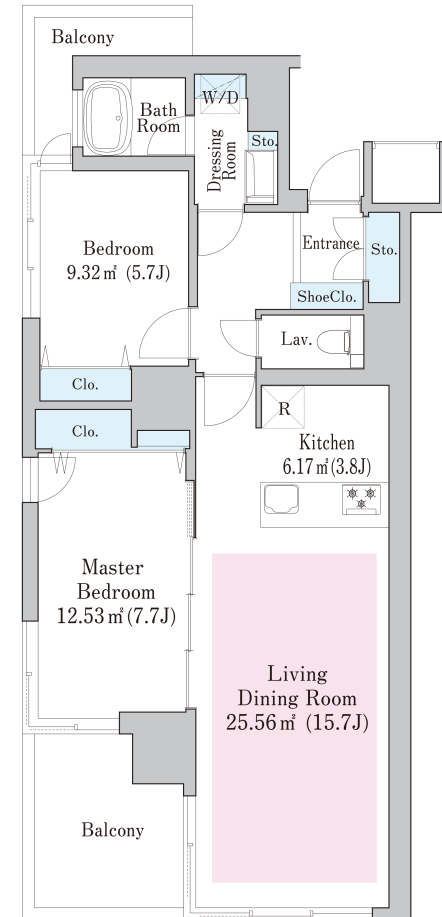 Balcony
W/D
Bath
Room
Dressing
Room
Sto.
Bedroom
9.32㎡ (5.7J)
Entrance
Sto.
ShoeClo.
Lav.
Clo.
Clo.
R
Kitchen
6.17㎡(3.8J)
Master
Bedroom
12.53㎡(7.7J)
Living
Dining Room
25.56㎡ (15.7J)
Balcony